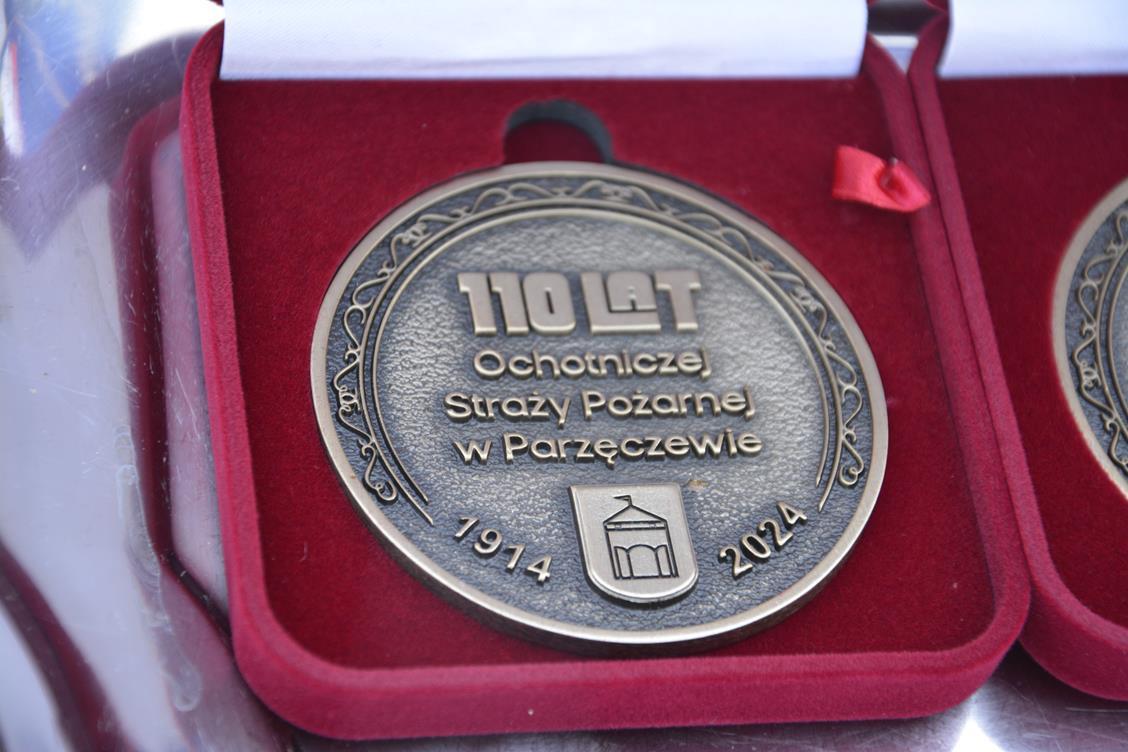 110 LAT
Ochotniczej
Straży Pożarnej
w Parzęczewie
1914 2024